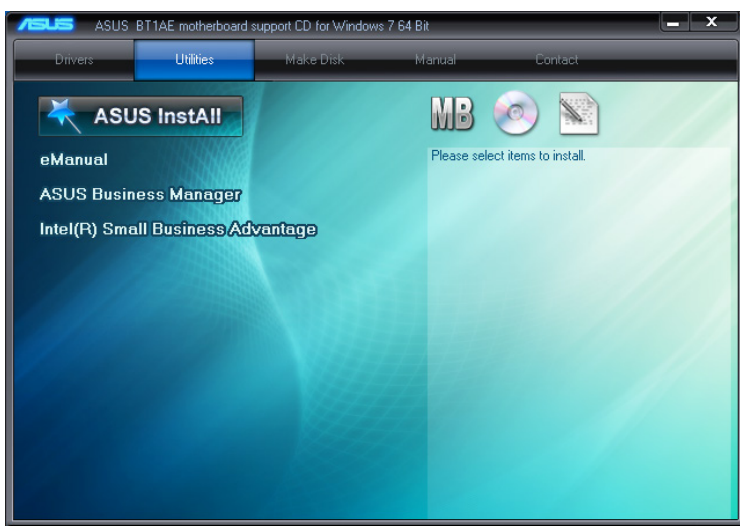 ASUS ASUS BT1AE motherboard support CD for Windows 7 64 Bit
Drivers Utilities Make Disk Manual Contact
ASUS InstAll
MB
eManual
Please select items to install.
ASUS Business Manager
Intel(R) Small Business Advantage